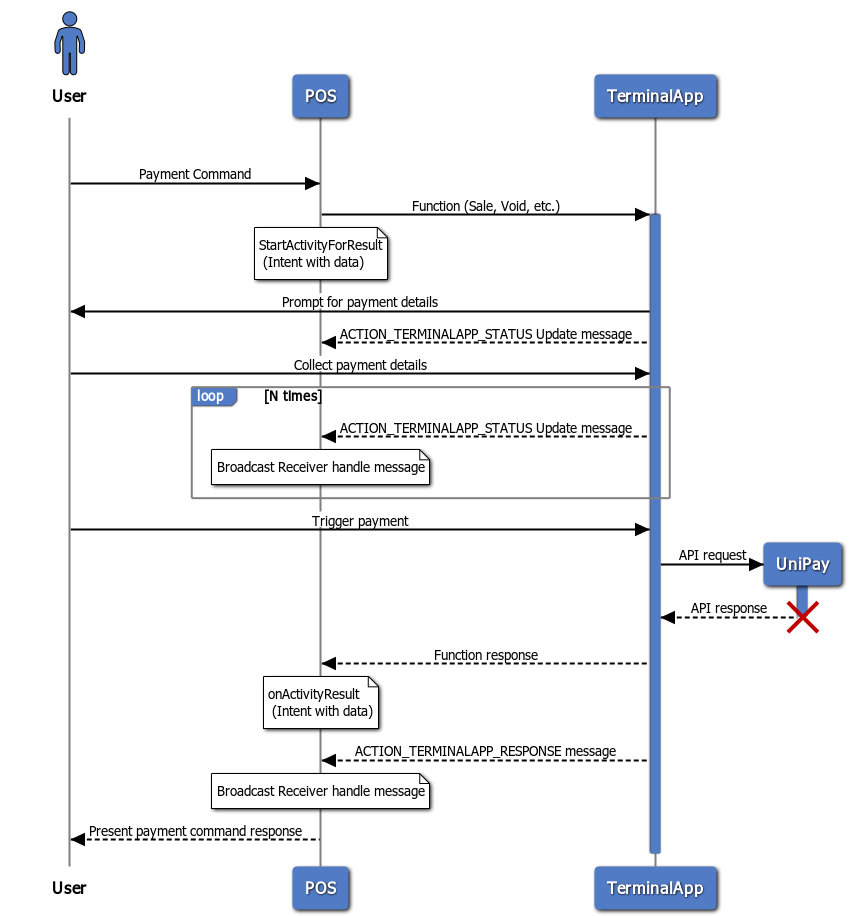 User
POS
TerminalApp
Payment Command
Function (Sale, Void, etc.)
StartActivityForResult
(Intent with data)
Prompt for payment details
ACTION_TERMINALAPP_STATUS Update message
Collect payment details
loop
[N times]
ACTION_TERMINALAPP_STATUS Update message
Broadcast Receiver handle message
Trigger payment
API request
UniPay
API response
Function response
onActivityResult
(Intent with data)
ACTION_TERMINALAPP_RESPONSE message
Broadcast Receiver handle message
Present payment command response
User
POS
TerminalApp